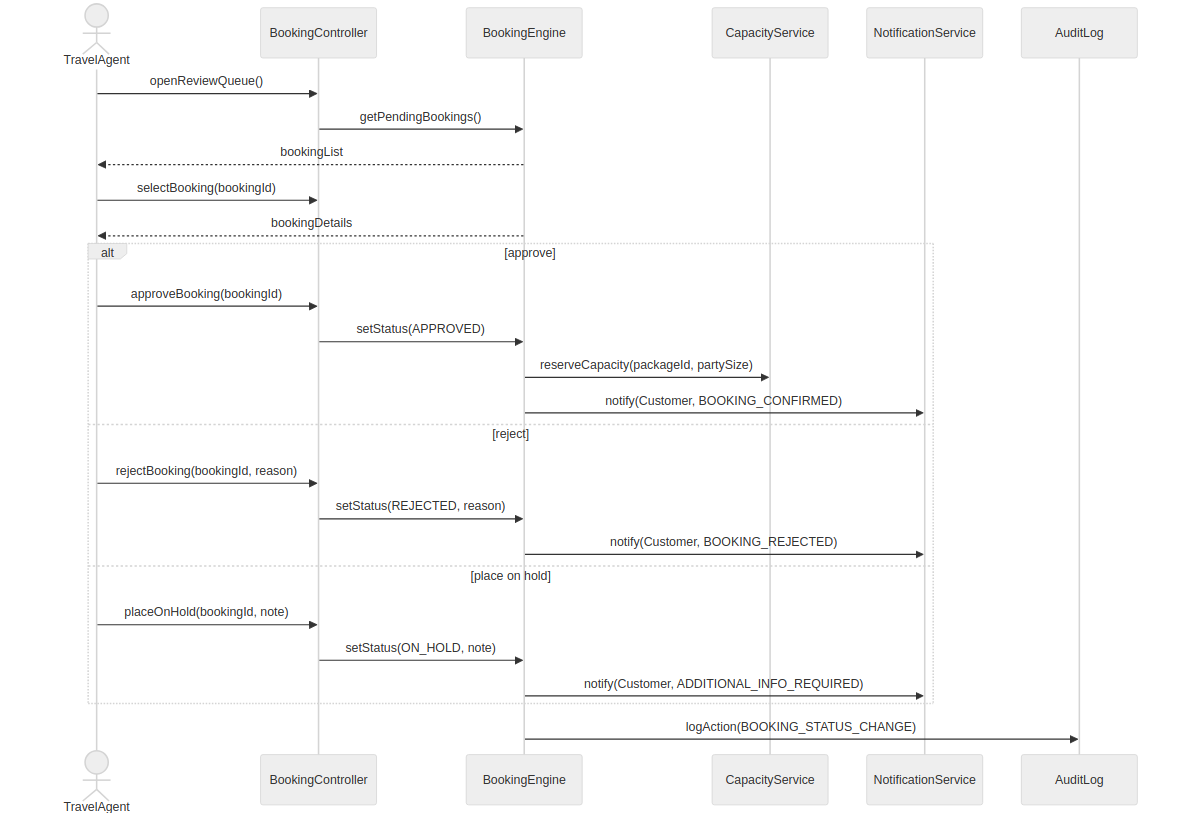 TravelAgent
BookingController
BookingEngine
CapacityService
NotificationService
AuditLog
openReviewQueue()
getPendingBookings()
bookingList
selectBooking(bookingId)
bookingDetails
alt
[approve]
approveBooking(bookingId)
setStatus(APPROVED)
reserveCapacity(packageId, partySize)
notify(Customer, BOOKING_CONFIRMED)
[reject]
rejectBooking(bookingId, reason)
setStatus(REJECTED, reason)
notify(Customer, BOOKING_REJECTED)
[place on hold]
placeOnHold(bookingId, note)
setStatus(ON_HOLD, note)
notify(Customer, ADDITIONAL_INFO_REQUIRED)
logAction(BOOKING_STATUS_CHANGE)
TravelAgent
BookingController
BookingEngine
CapacityService
NotificationService
AuditLog